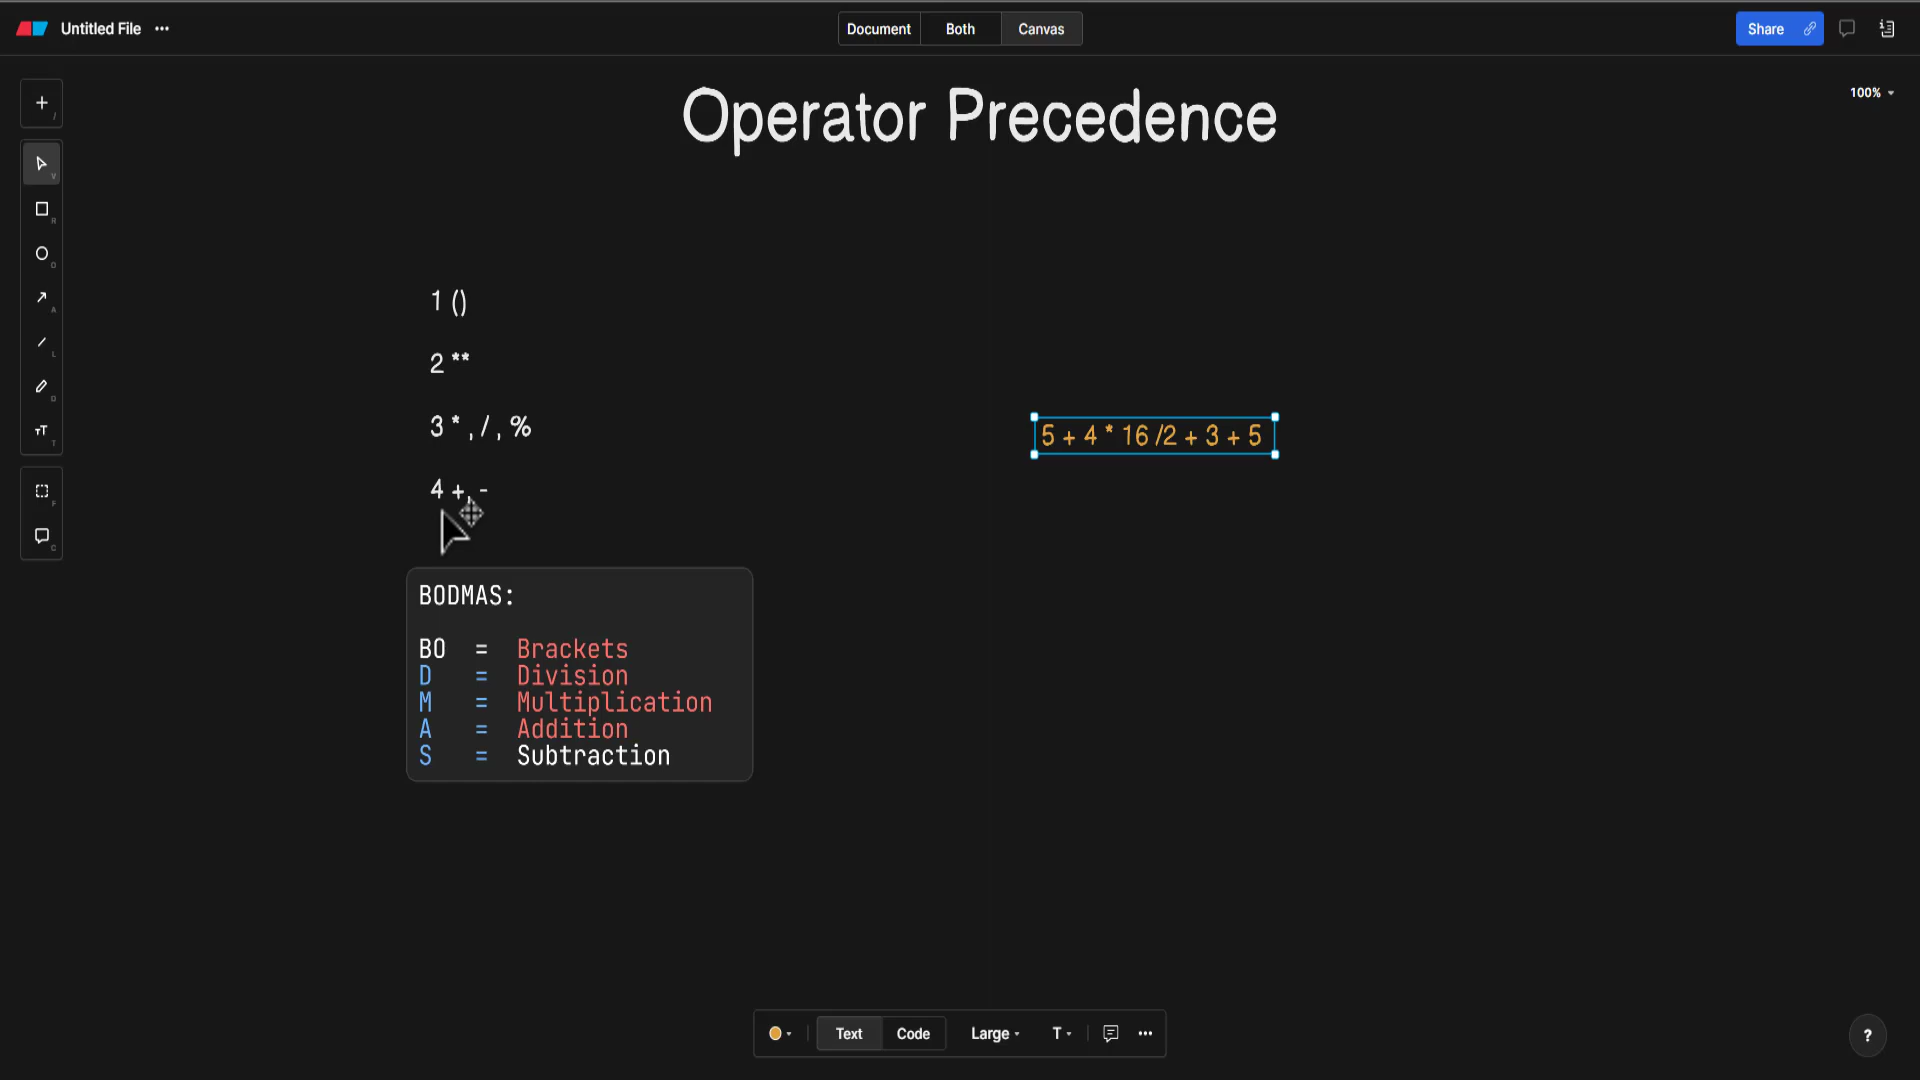 Untitled File
Document Both Canvas
Share
100%
Operator Precedence
1 ()
2 **
3 * , / , %
4 +, -
5 + 4 * 16 /2 + 3 + 5
BODMAS:
BO = Brackets
D = Division
M = Multiplication
A = Addition
S = Subtraction
/
V
R
O
A
L
T
F
C
Text Code Large T
?